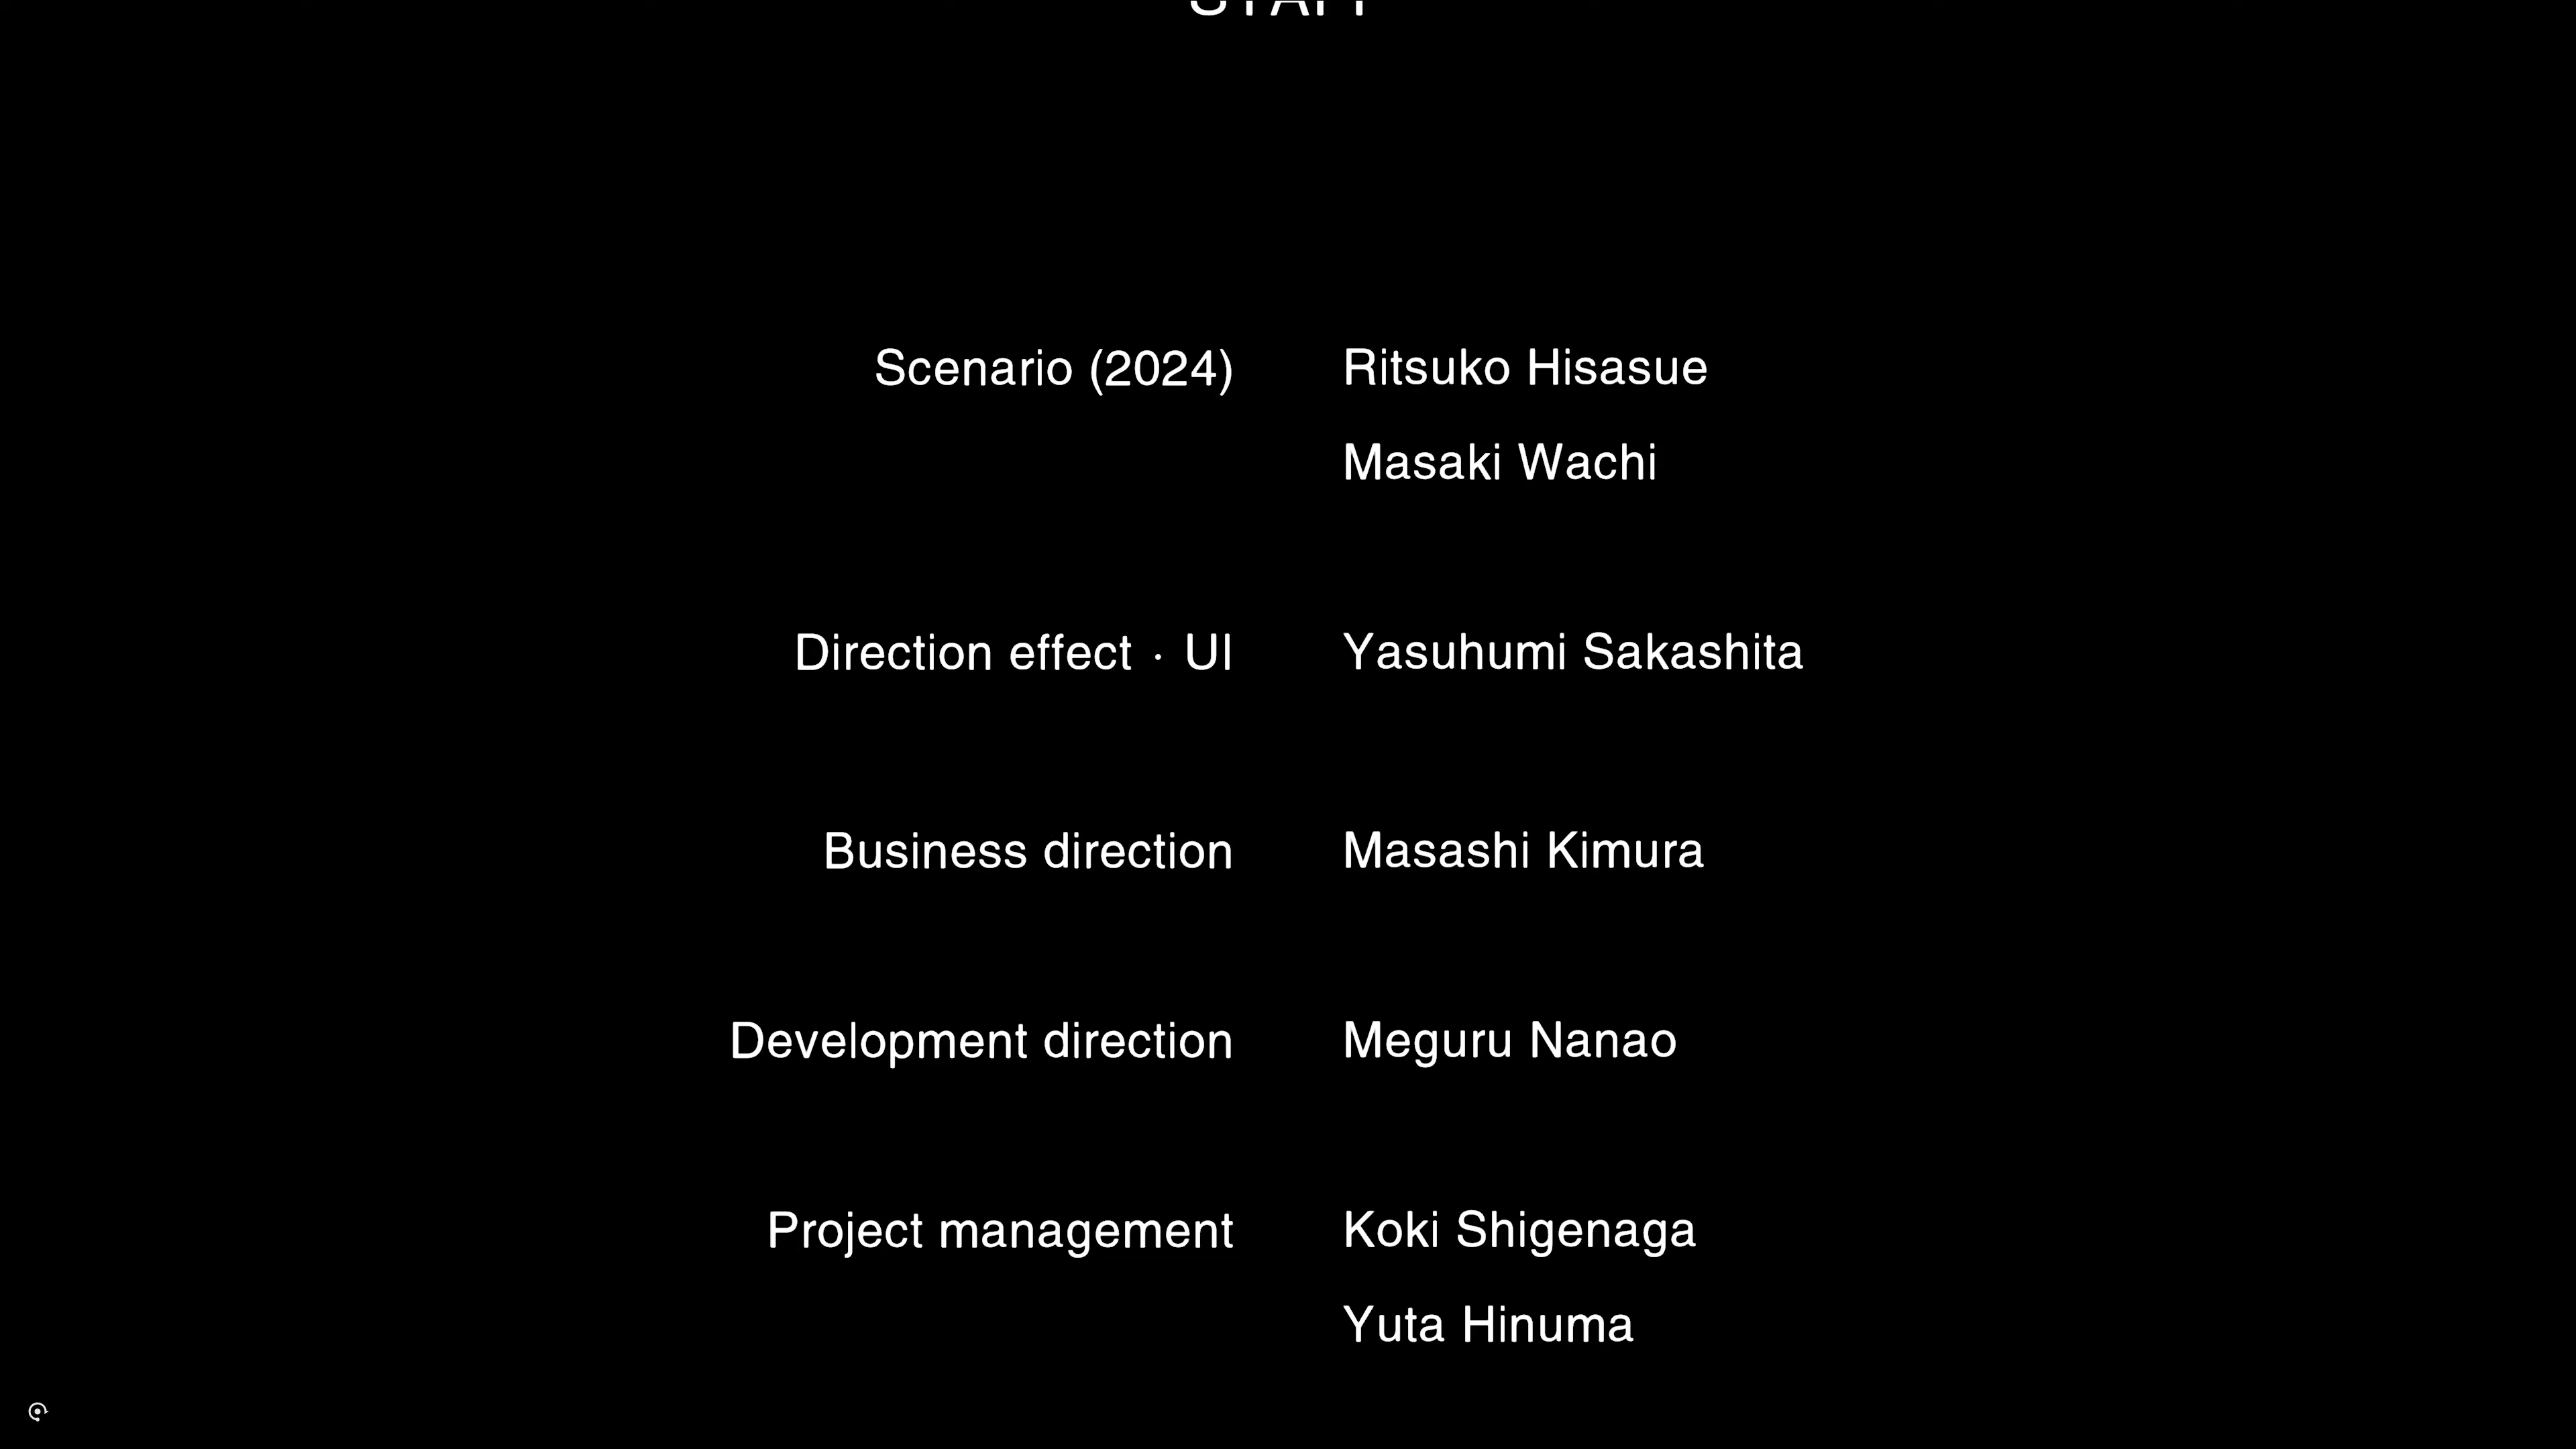 STAFF
Scenario (2024) Ritsuko Hisasue
Masaki Wachi
Direction effect · UI Yasuhumi Sakashita
Business direction Masashi Kimura
Development direction Meguru Nanao
Project management Koki Shigenaga
Yuta Hinuma